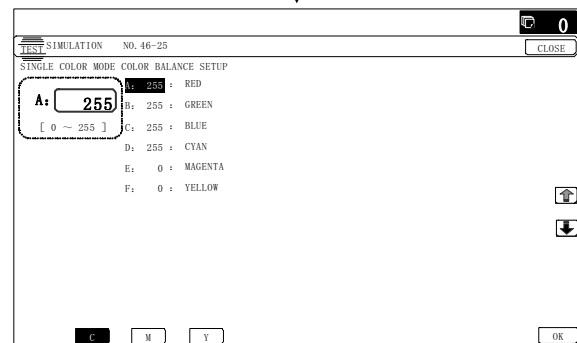 0
TEST SIMULATION NO. 46-25 CLOSE
SINGLE COLOR MODE COLOR BALANCE SETUP
A: 255
[ 0 ~ 255 ]
A: 255 : RED
B: 255 : GREEN
C: 255 : BLUE
D: 255 : CYAN
E: 0 : MAGENTA
F: 0 : YELLOW
C M Y OK